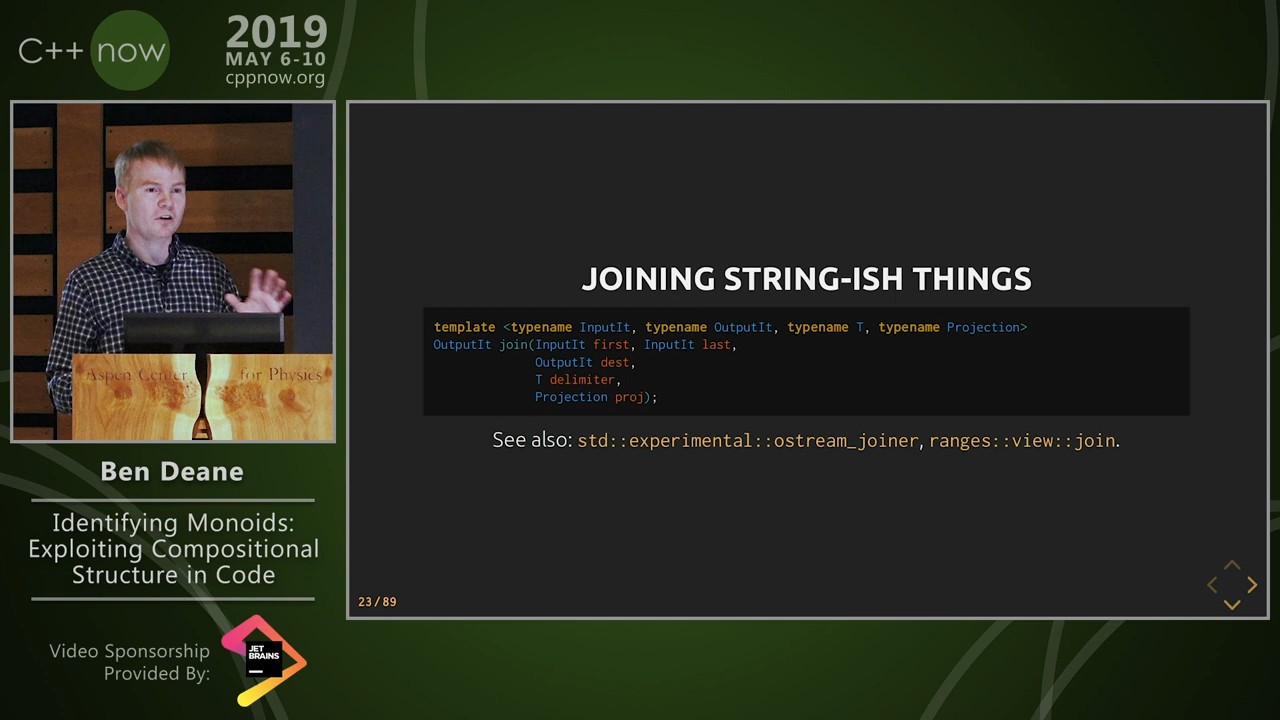 C++ now
2019
MAY 6-10
cppnow.org
Aspen Center for Physics
Ben Deane
Identifying Monoids:
Exploiting Compositional
Structure in Code
Video Sponsorship
Provided By:
JET
BRAINS
JOINING STRING-ISH THINGS
template <typename InputIt, typename OutputIt, typename T, typename Projection>
OutputIt join(InputIt first, InputIt last,
OutputIt dest,
T delimiter,
Projection proj);
See also: std::experimental::ostream_joiner, ranges::view::join.
23/89